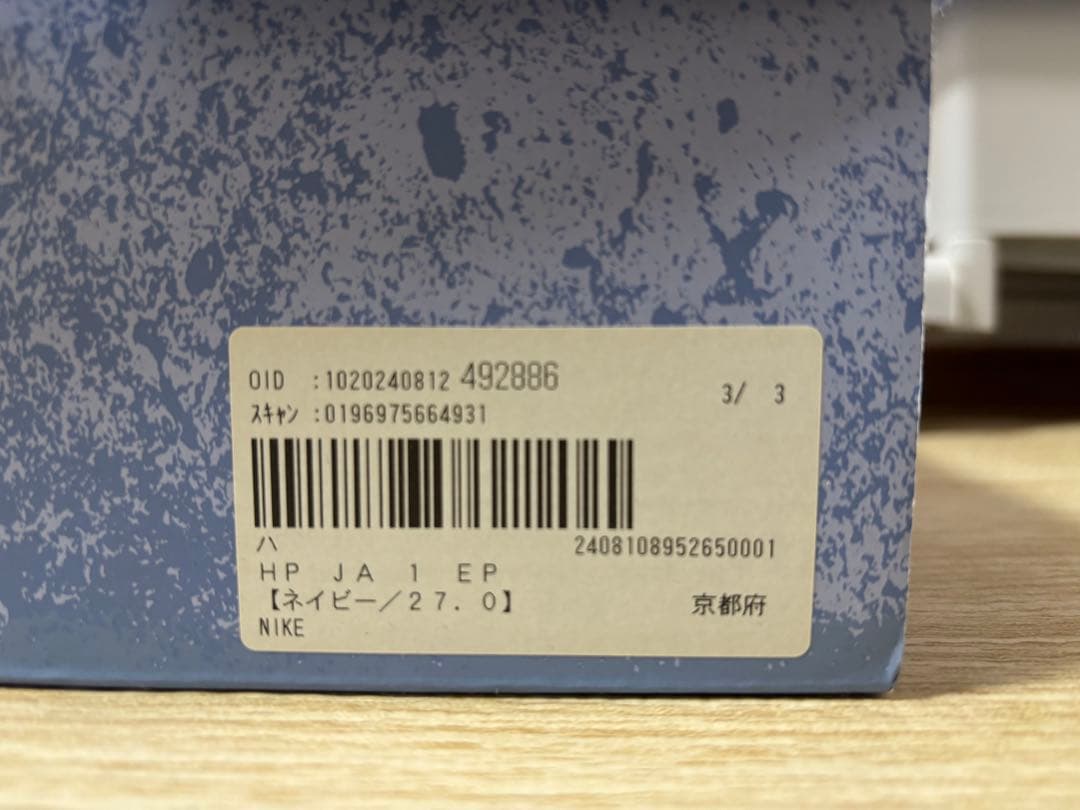 OID :1020240812 492886
3/ 3
ｽｷｬﾝ :0196975664931
ハ
2408108952650001
ＨＰ ＪＡ １ ＥＰ
【ネイビー／２７．０】
京都府
NIKE